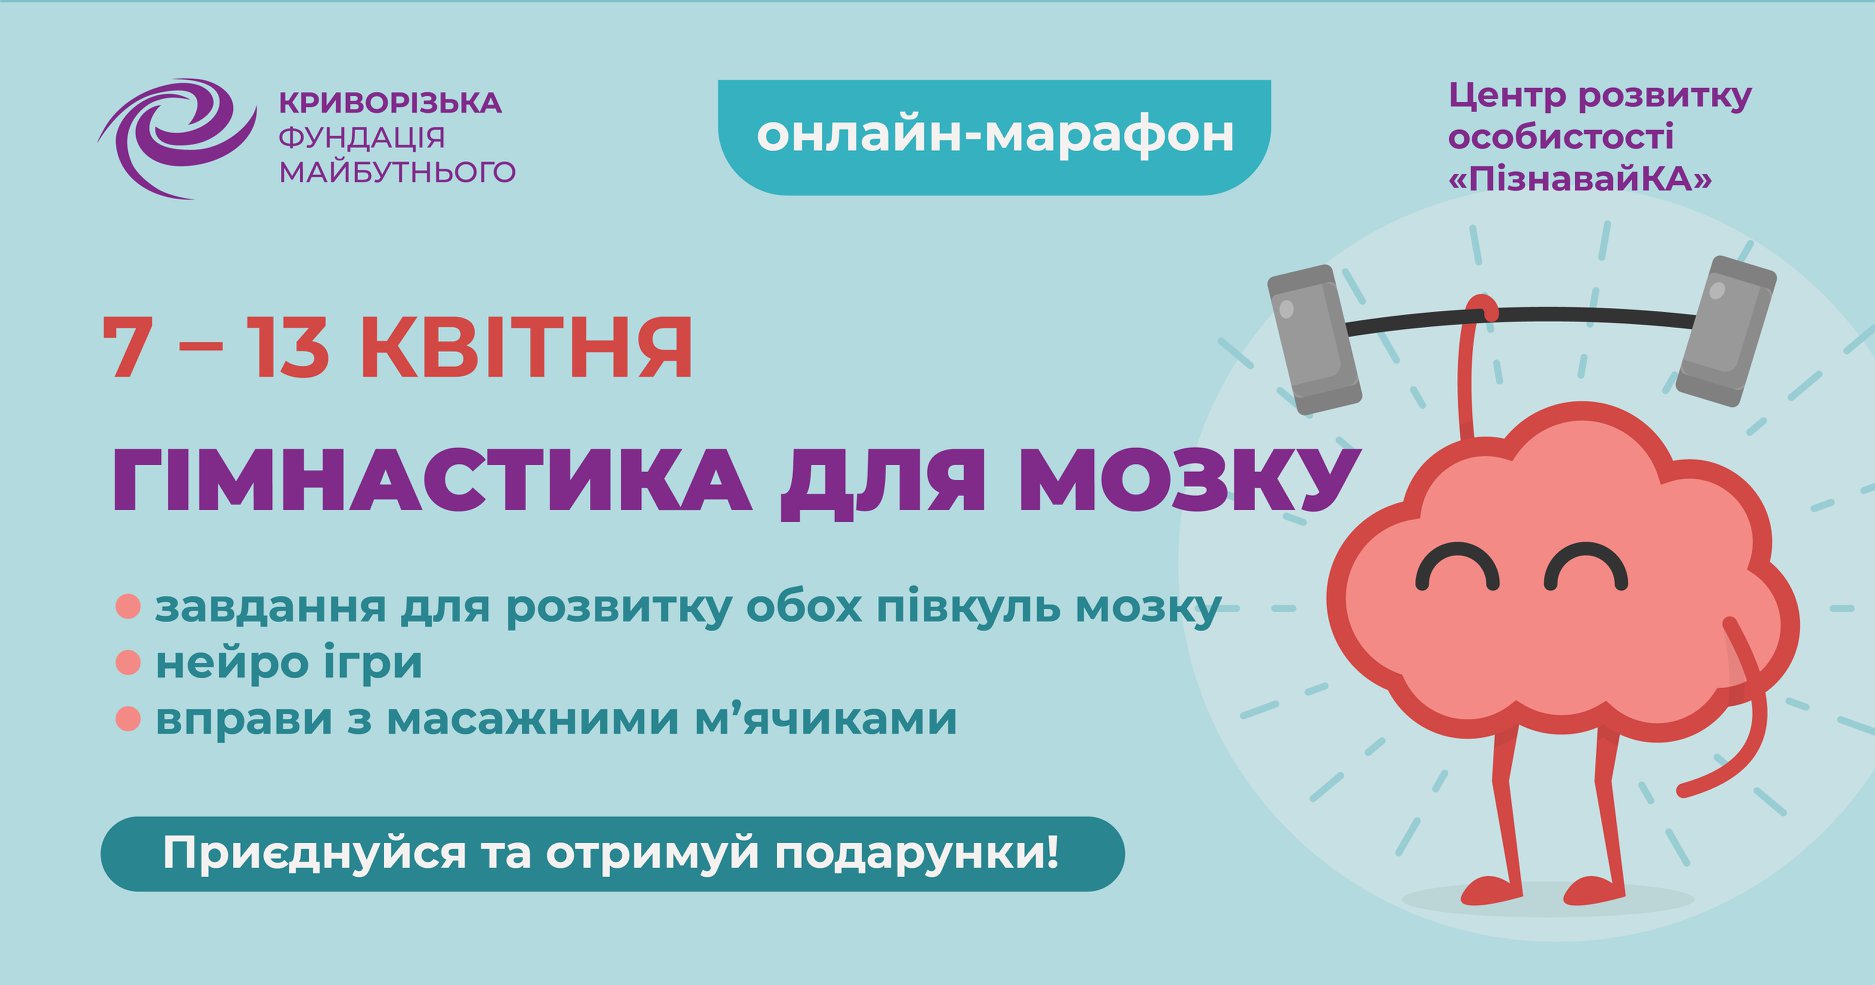 КРИВОРІЗЬКА
ФУНДАЦІЯ
МАЙБУТНЬОГО
онлайн-марафон
Центр розвитку
особистості
«ПізнавайКА»
7 – 13 КВІТНЯ
ГІМНАСТИКА ДЛЯ МОЗКУ
завдання для розвитку обох півкуль мозку
нейро ігри
вправи з масажними м’ячиками
Приєднуйся та отримуй подарунки!